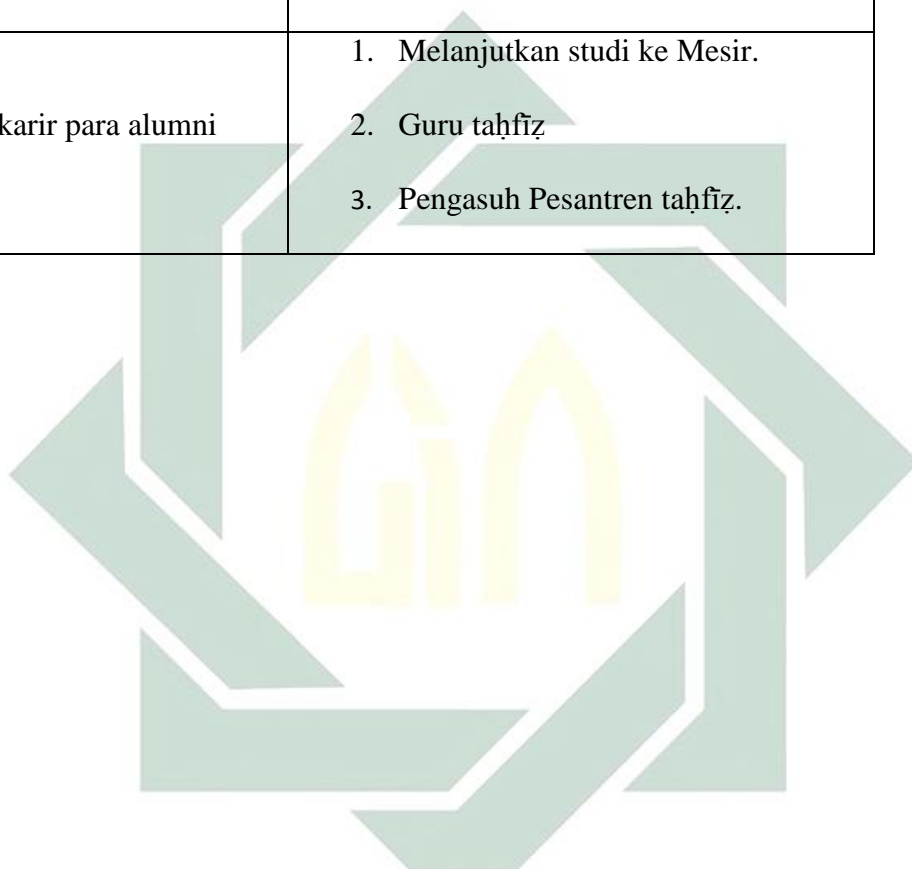 1. Melanjutkan studi ke Mesir.
karir para alumni
2. Guru taḥfīẓ
3. Pengasuh Pesantren taḥfīẓ.